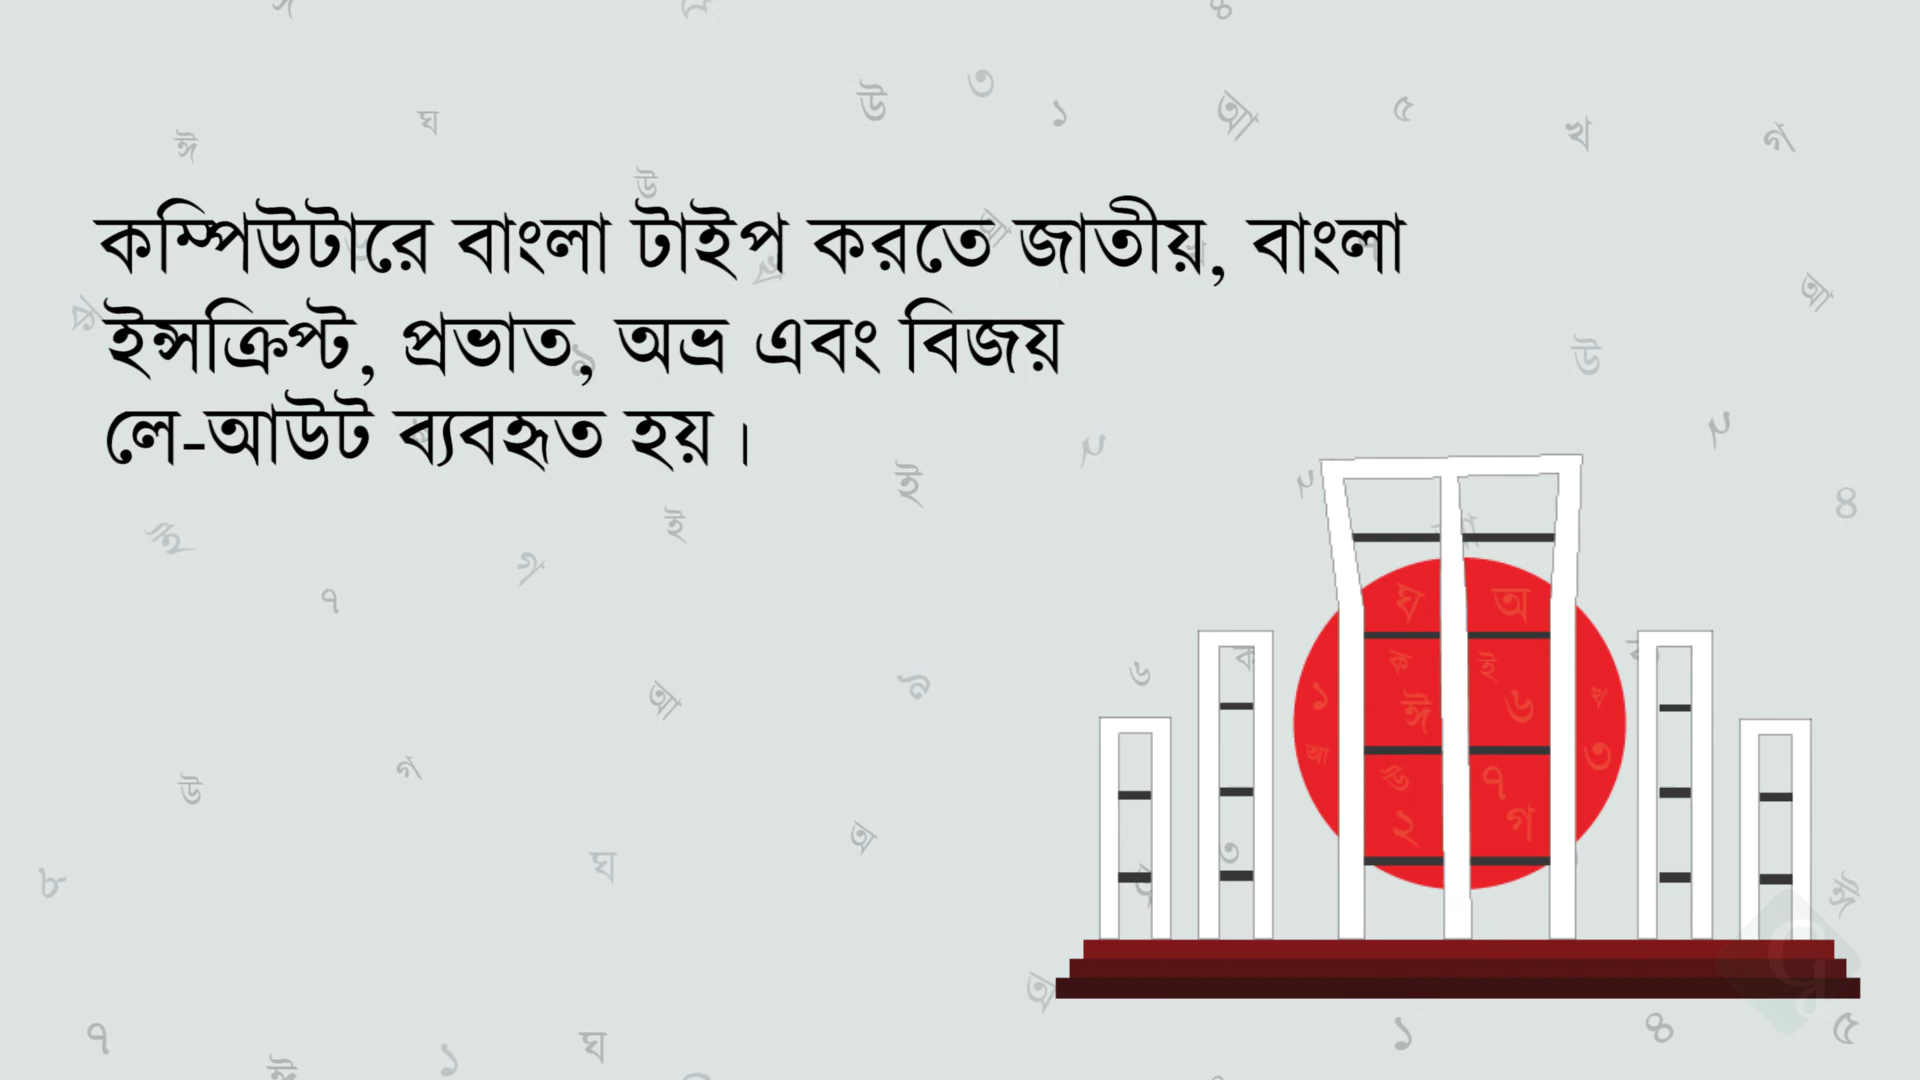 কম্পিউটারে বাংলা টাইপ করতে জাতীয়, বাংলা
ইন্সক্রিপ্ট, প্রভাত, অভ্র এবং বিজয়
লে-আউট ব্যবহৃত হয়।